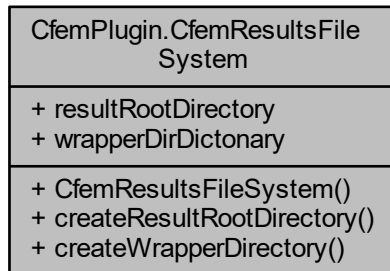 CfemPlugin.CfemResultsFile
System
+ resultRootDirectory
+ wrapperDirDictonary
+ CfemResultsFileSystem()
+ createResultRootDirectory()
+ createWrapperDirectory()